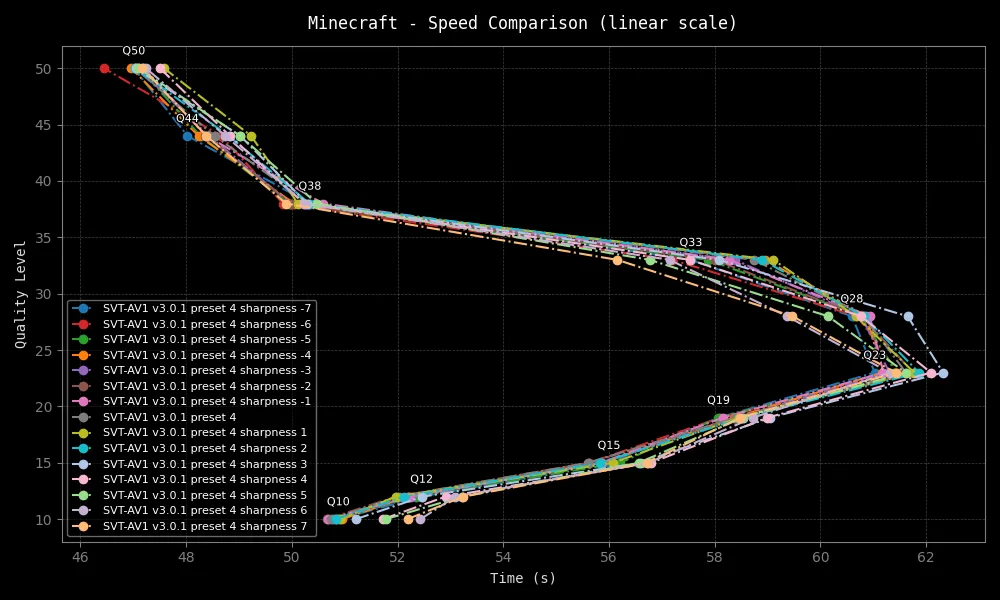 Minecraft - Speed Comparison (linear scale)
Q50
Q44
Q38
Q33
Q28
Q23
Q19
Q15
Q12
Q10
50
45
40
35
30
25
20
15
10
Quality Level
SVT-AV1 v3.0.1 preset 4 sharpness -7
SVT-AV1 v3.0.1 preset 4 sharpness -6
SVT-AV1 v3.0.1 preset 4 sharpness -5
SVT-AV1 v3.0.1 preset 4 sharpness -4
SVT-AV1 v3.0.1 preset 4 sharpness -3
SVT-AV1 v3.0.1 preset 4 sharpness -2
SVT-AV1 v3.0.1 preset 4 sharpness -1
SVT-AV1 v3.0.1 preset 4
SVT-AV1 v3.0.1 preset 4 sharpness 1
SVT-AV1 v3.0.1 preset 4 sharpness 2
SVT-AV1 v3.0.1 preset 4 sharpness 3
SVT-AV1 v3.0.1 preset 4 sharpness 4
SVT-AV1 v3.0.1 preset 4 sharpness 5
SVT-AV1 v3.0.1 preset 4 sharpness 6
SVT-AV1 v3.0.1 preset 4 sharpness 7
46 48 50 52 54 56 58 60 62
Time (s)